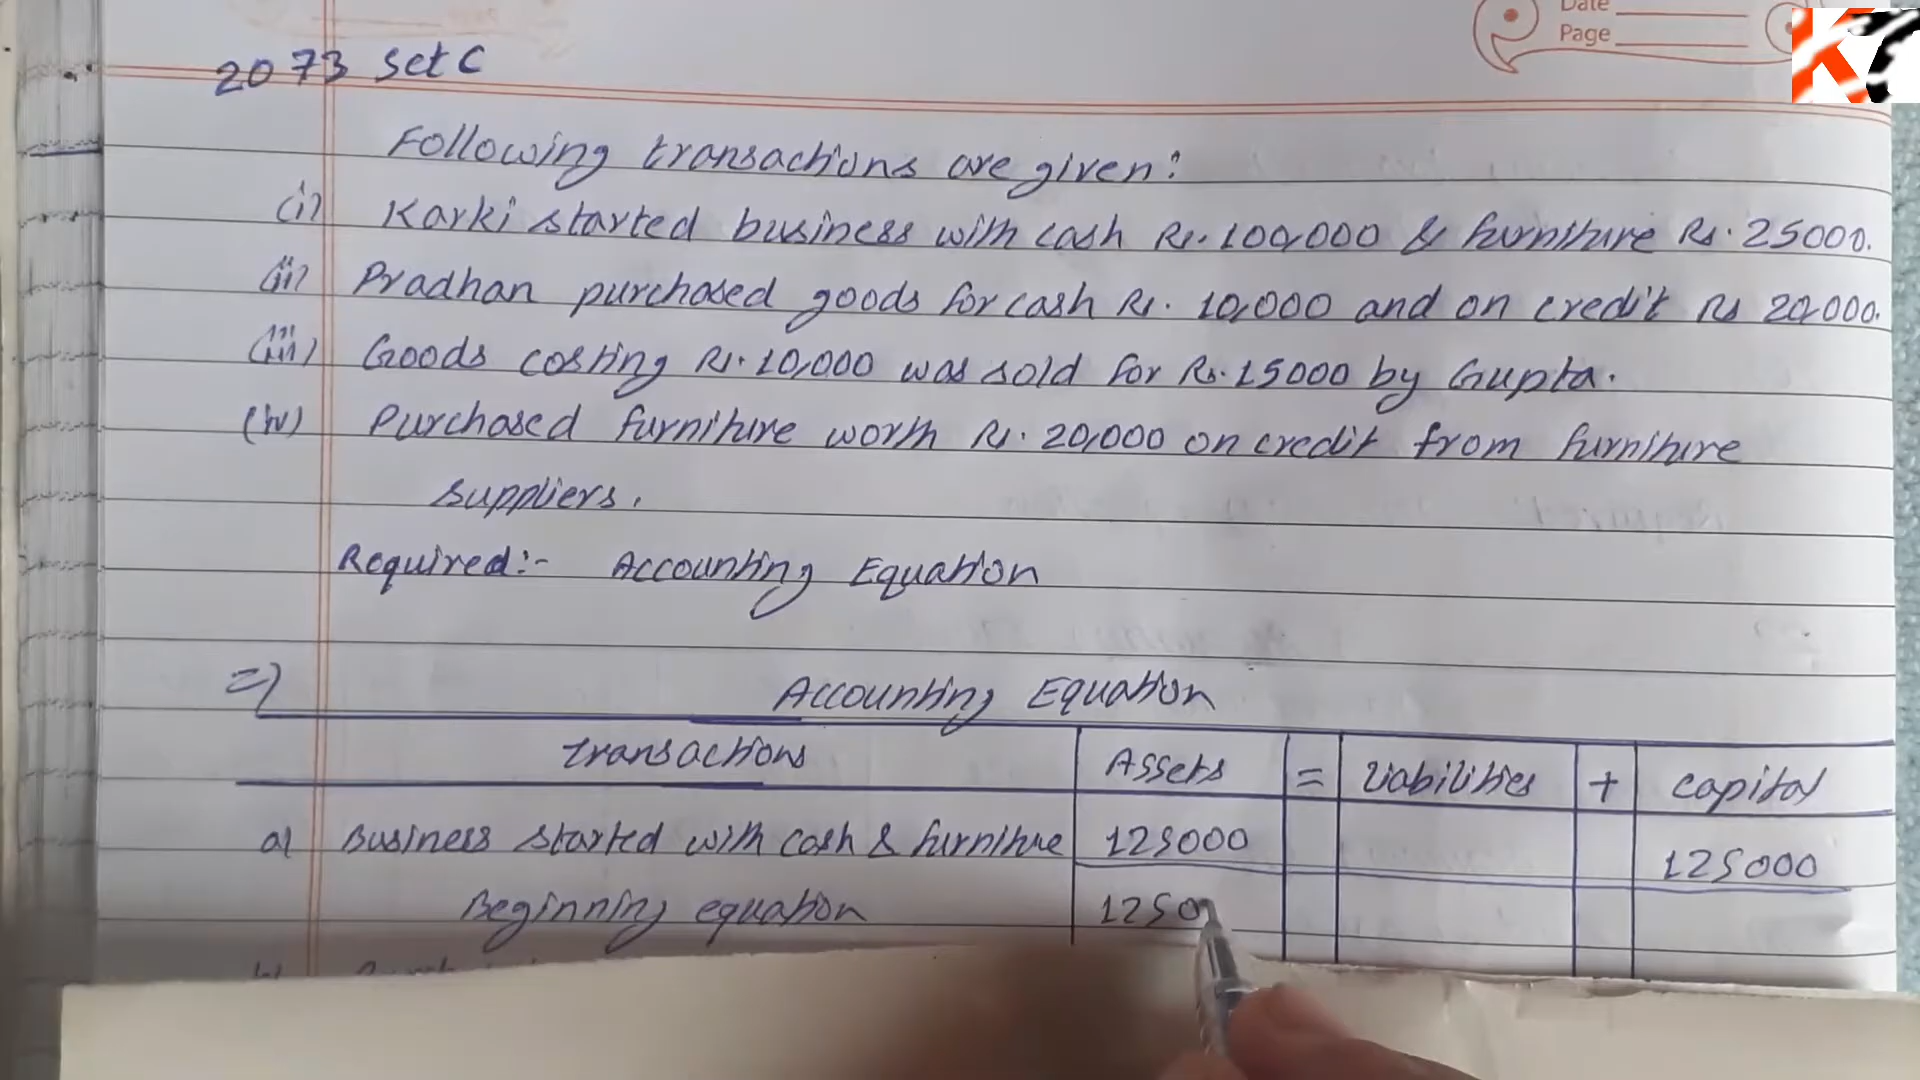 Date
Page
2073 Set C
Following transactions are given:
(i) Karki started business with cash Rs. 100,000 & furniture Rs. 25000.
(ii) Pradhan purchased goods for cash Rs. 10,000 and on credit Rs 20,000.
(iii) Goods costing Rs. 10,000 was sold for Rs. 15000 by Gupta.
(iv) Purchased furniture worth Rs. 20,000 on credit from furniture
suppliers.
Required:- Accounting Equation
=) Accounting Equation
transactions Assets = Liabilities + capital
a) Business started with cash & furniture 125000 125000
Beginning equation 1250